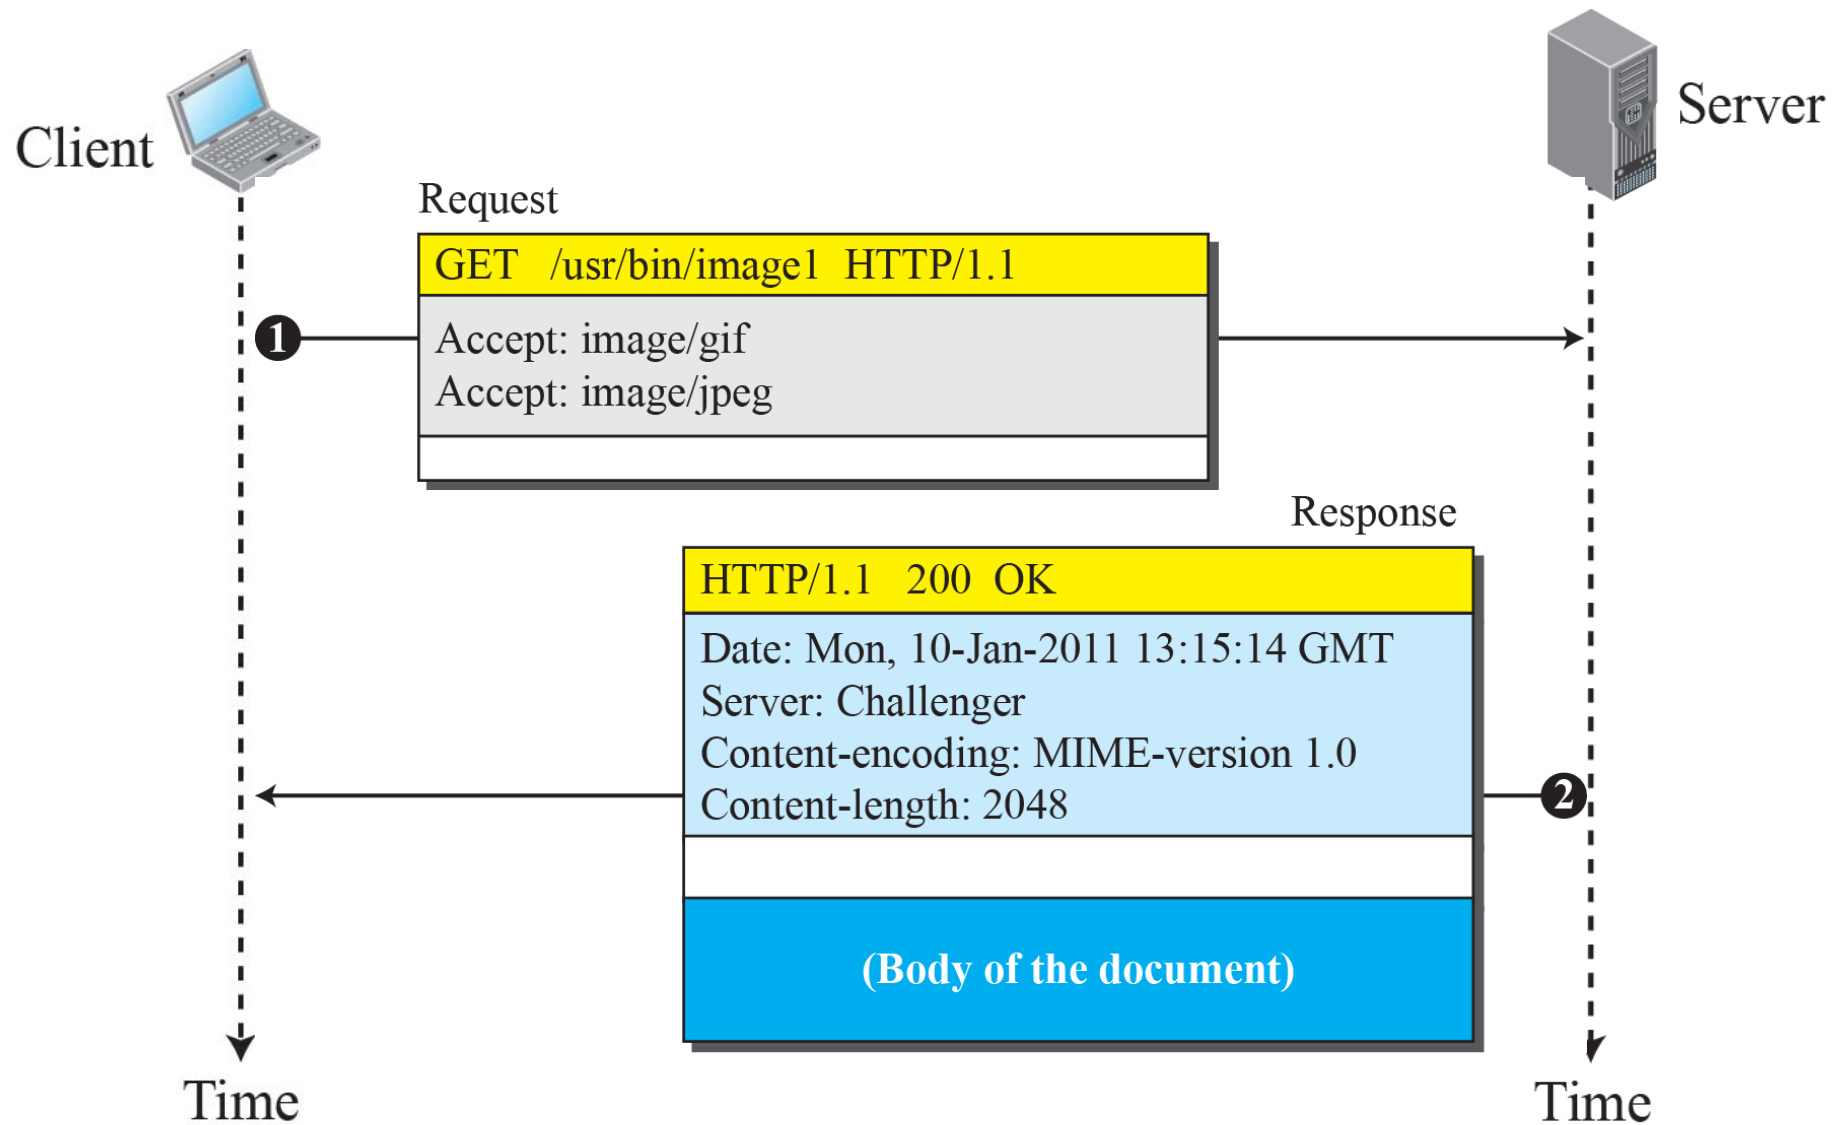 Client
Server
Request
GET /usr/bin/image1 HTTP/1.1
1
Accept: image/gif
Accept: image/jpeg
Response
HTTP/1.1 200 OK
Date: Mon, 10-Jan-2011 13:15:14 GMT
Server: Challenger
Content-encoding: MIME-version 1.0
Content-length: 2048
2
(Body of the document)
Time
Time